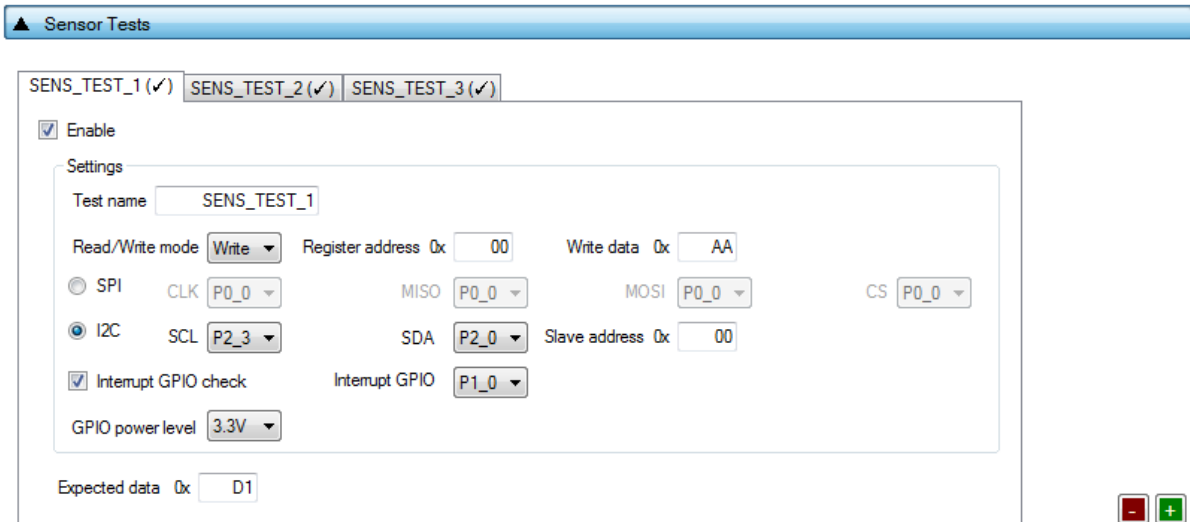 Sensor Tests
SENS_TEST_1 (✓) SENS_TEST_2 (✓) SENS_TEST_3 (✓)
Enable
Settings
Test name SENS_TEST_1
Read/Write mode Write Register address 0x 00 Write data 0x AA
SPI CLK P0_0 MISO P0_0 MOSI P0_0 CS P0_0
I2C SCL P2_3 SDA P2_0 Slave address 0x 00
Interrupt GPIO check Interrupt GPIO P1_0
GPIO power level 3.3V
Expected data 0x D1
- +